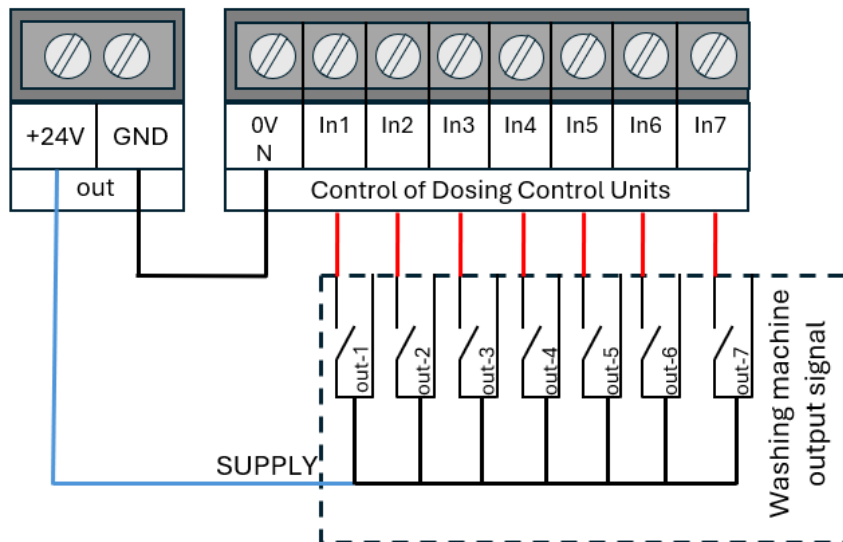 +24V GND
out
0V
N
In1 In2 In3 In4 In5 In6 In7
Control of Dosing Control Units
out-1 out-2 out-3 out-4 out-5 out-6 out-7
Washing machine
output signal
SUPPLY